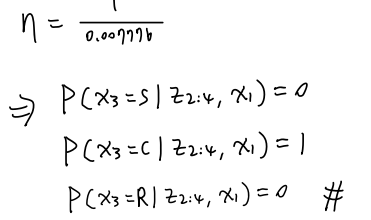 η = 1 / 0.007776
⇒ P(x₃ = S | z₂:₄, x₁) = 0
P(x₃ = C | z₂:₄, x₁) = 1
P(x₃ = R | z₂:₄, x₁) = 0 #